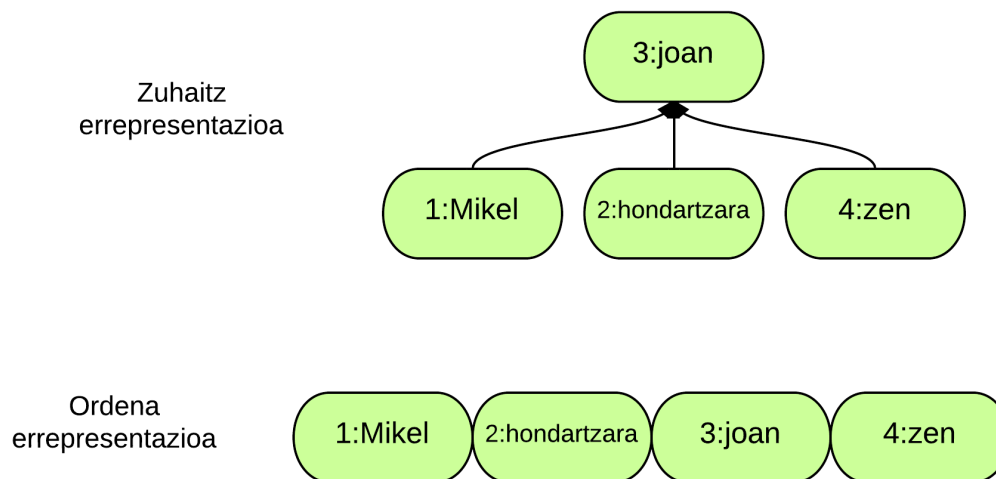 3:joan
Zuhaitz
errepresentazioa
1:Mikel
2:hondartzara
4:zen
Ordena
errepresentazioa
1:Mikel
2:hondartzara
3:joan
4:zen